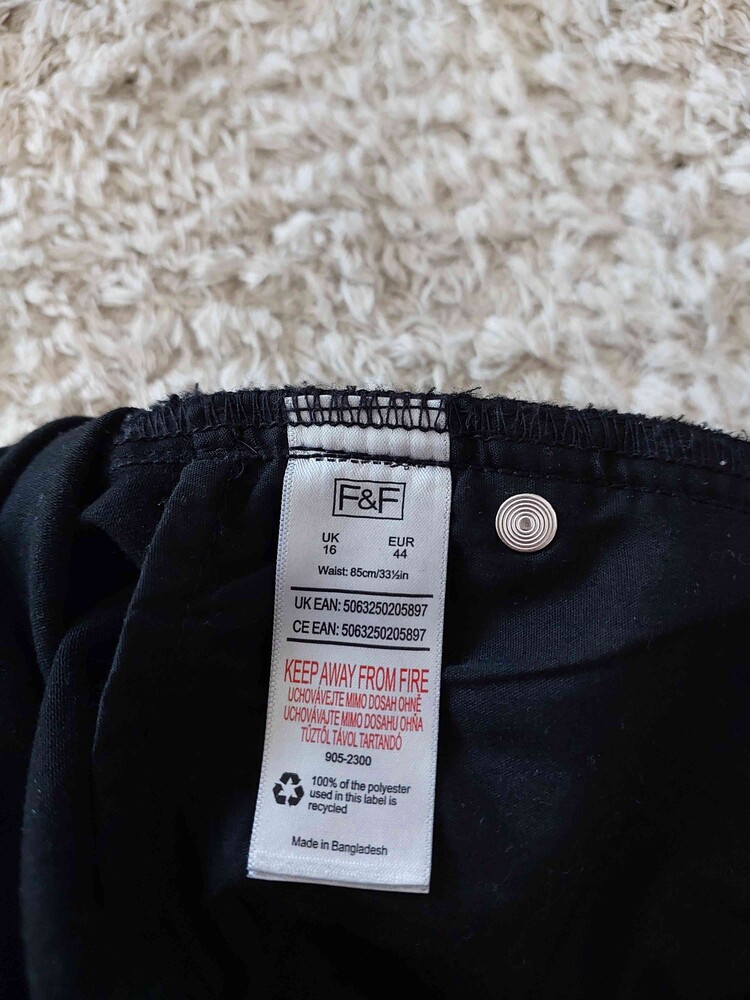 F&F
UK EUR
16 44
Waist: 85cm/33½in
UK EAN: 5063250205897
CE EAN: 5063250205897
KEEP AWAY FROM FIRE
UCHOVÁVEJTE MIMO DOSAH OHNĚ
UCHOVÁVAJTE MIMO DOSAHU OHŇA
TŰZTŐL TÁVOL TARTANDÓ
905-2300
100% of the polyester
used in this label is
recycled
Made in Bangladesh